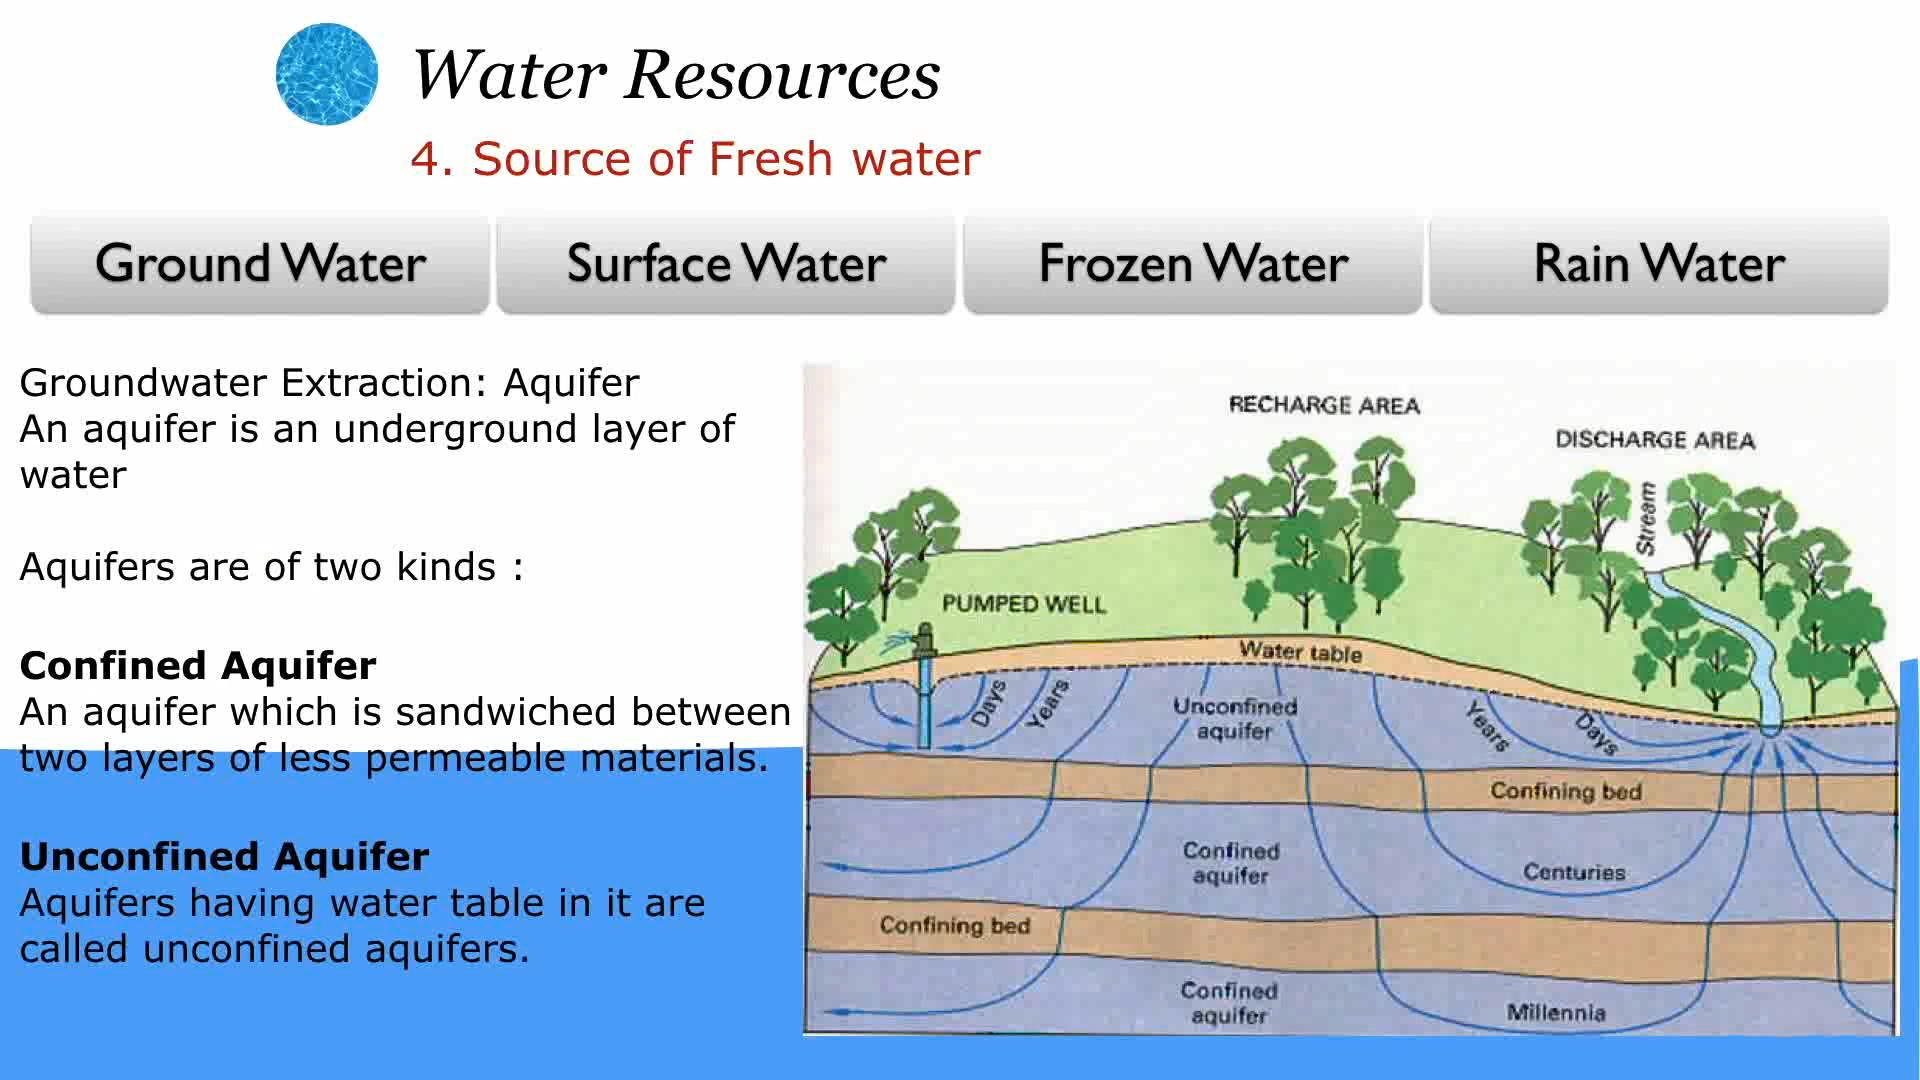 Water Resources
4. Source of Fresh water
Ground Water
Surface Water
Frozen Water
Rain Water
Groundwater Extraction: Aquifer
An aquifer is an underground layer of
water
Aquifers are of two kinds :
Confined Aquifer
An aquifer which is sandwiched between
two layers of less permeable materials.
Unconfined Aquifer
Aquifers having water table in it are
called unconfined aquifers.
RECHARGE AREA
DISCHARGE AREA
Stream
PUMPED WELL
Water table
Days
Years
Unconfined
aquifer
Years
Days
Confining bed
Confined
aquifer
Centuries
Confining bed
Confined
aquifer
Millennia